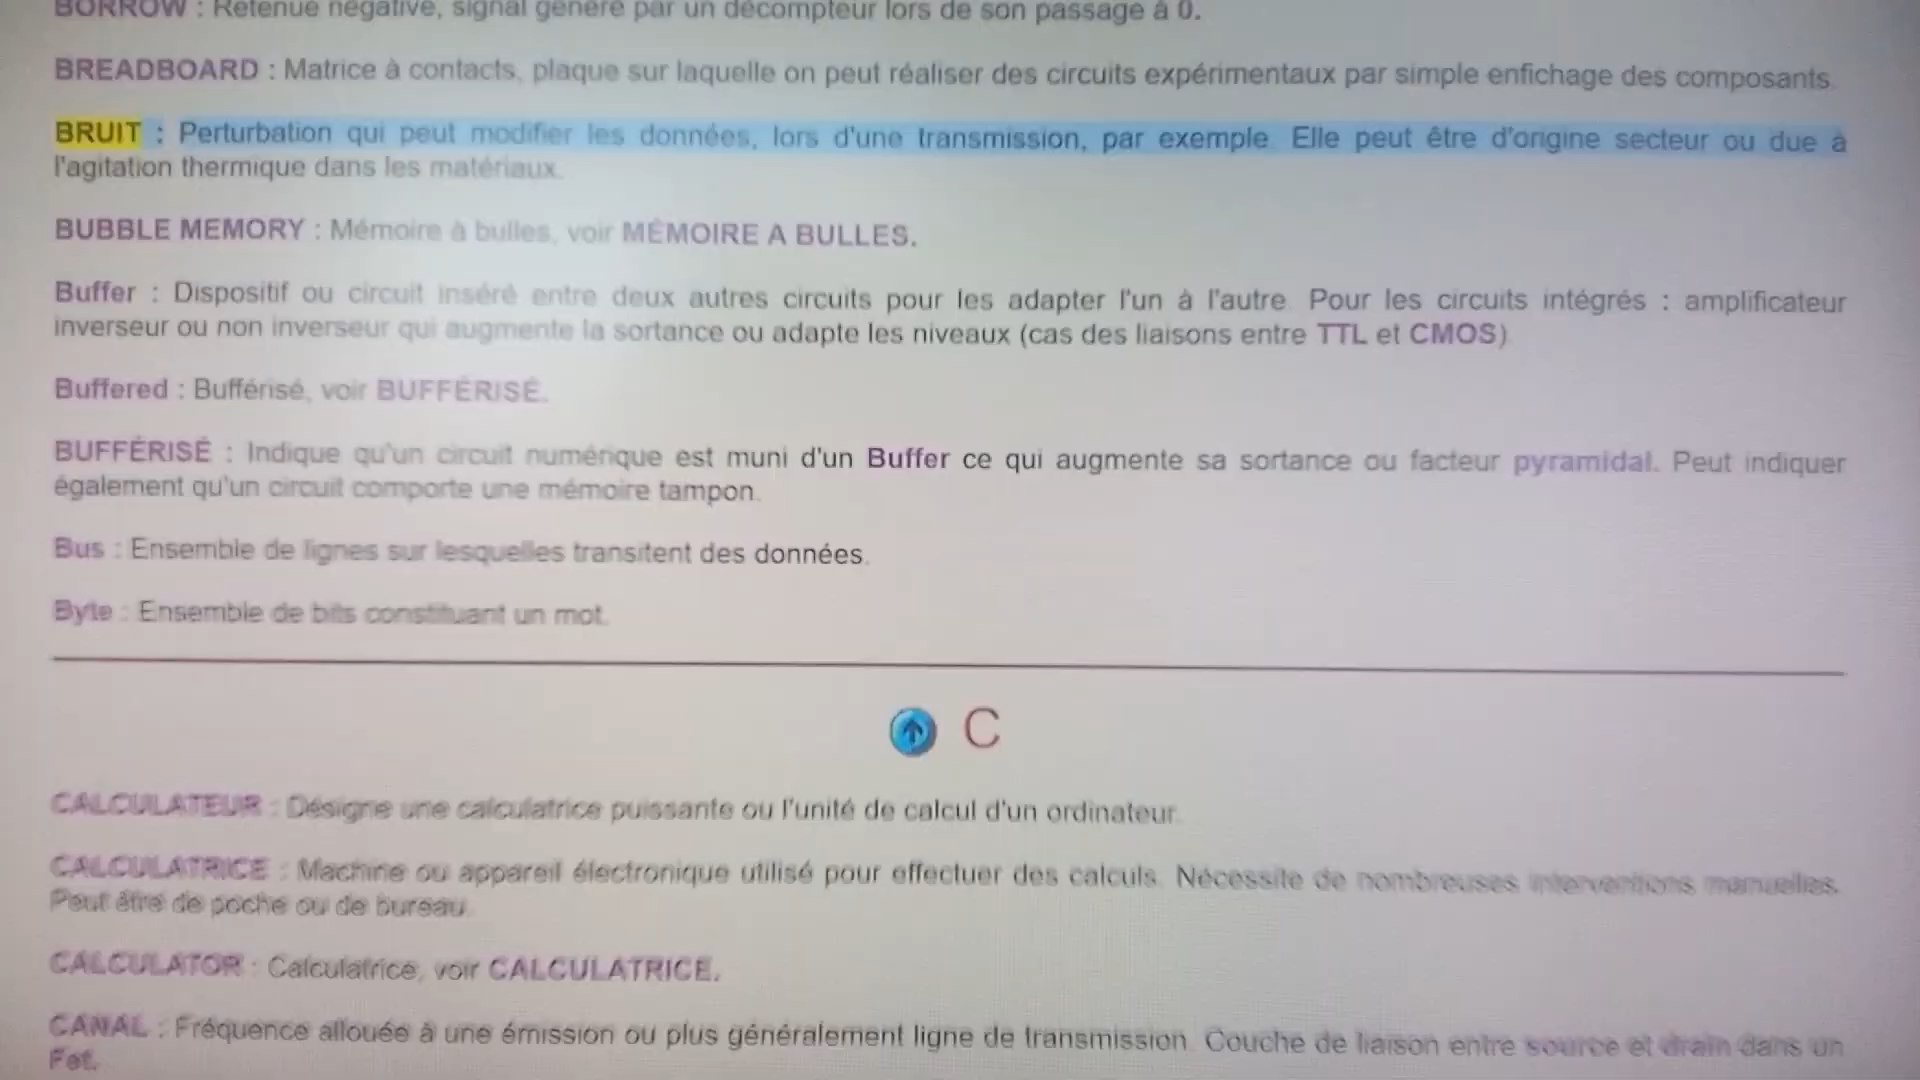 BORROW : Retenue négative, signal généré par un décompteur lors de son passage à 0.
BREADBOARD : Matrice à contacts, plaque sur laquelle on peut réaliser des circuits expérimentaux par simple enfichage des composants.
BRUIT : Perturbation qui peut modifier les données, lors d'une transmission, par exemple. Elle peut être d'origine secteur ou due à
l'agitation thermique dans les matériaux.
BUBBLE MEMORY : Mémoire à bulles, voir MÉMOIRE A BULLES.
Buffer : Dispositif ou circuit inséré entre deux autres circuits pour les adapter l'un à l'autre. Pour les circuits intégrés : amplificateur
inverseur ou non inverseur qui augmente la sortance ou adapte les niveaux (cas des liaisons entre TTL et CMOS)
Buffered : Bufférisé, voir BUFFÉRISÉ.
BUFFÉRISÉ : Indique qu'un circuit numérique est muni d'un Buffer ce qui augmente sa sortance ou facteur pyramidal. Peut indiquer
également qu'un circuit comporte une mémoire tampon.
Bus : Ensemble de lignes sur lesquelles transitent des données.
Byte : Ensemble de bits constituant un mot.
C
CALCULATEUR : Désigne une calculatrice puissante ou l'unité de calcul d'un ordinateur.
CALCULATRICE : Machine ou appareil électronique utilisé pour effectuer des calculs. Nécessite de nombreuses interventions manuelles.
Peut être de poche ou de bureau.
CALCULATOR : Calculatrice, voir CALCULATRICE.
CANAL : Fréquence allouée à une émission ou plus généralement ligne de transmission. Couche de liaison entre source et drain dans un
Fet.